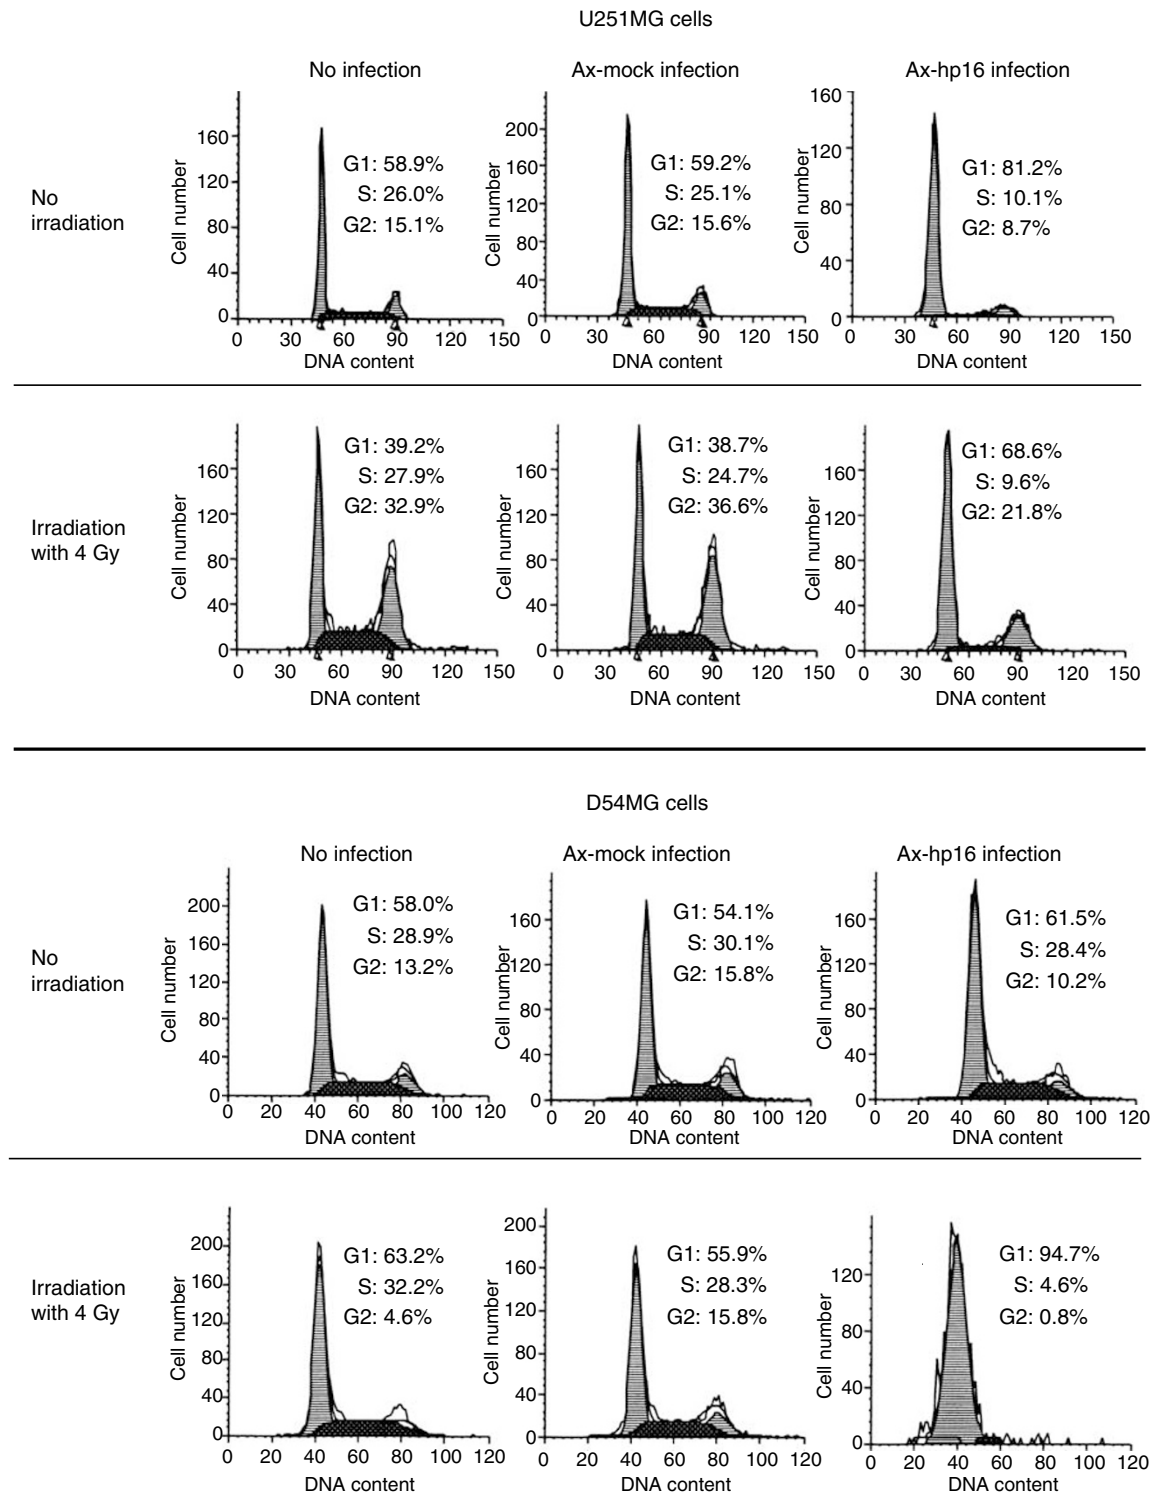 U251MG cells
No infection
Ax-mock infection
Ax-hp16 infection
No
irradiation
Cell number
160
120
80
40
0
G1: 58.9%
S: 26.0%
G2: 15.1%
0 30 60 90 120 150
DNA content
Cell number
200
160
120
80
40
0
G1: 59.2%
S: 25.1%
G2: 15.6%
0 30 60 90 120 150
DNA content
Cell number
160
120
80
40
0
G1: 81.2%
S: 10.1%
G2: 8.7%
0 30 60 90 120 150
DNA content
Irradiation
with 4 Gy
Cell number
160
120
80
40
0
G1: 39.2%
S: 27.9%
G2: 32.9%
0 30 60 90 120 150
DNA content
Cell number
160
120
80
40
0
G1: 38.7%
S: 24.7%
G2: 36.6%
0 30 60 90 120 150
DNA content
Cell number
160
120
80
40
0
G1: 68.6%
S: 9.6%
G2: 21.8%
0 30 60 90 120 150
DNA content
D54MG cells
No infection
Ax-mock infection
Ax-hp16 infection
No
irradiation
Cell number
200
160
120
80
40
0
G1: 58.0%
S: 28.9%
G2: 13.2%
0 20 40 60 80 100 120
DNA content
Cell number
160
120
80
40
0
G1: 54.1%
S: 30.1%
G2: 15.8%
0 20 40 60 80 100 120
DNA content
Cell number
160
120
80
40
0
G1: 61.5%
S: 28.4%
G2: 10.2%
0 20 40 60 80 100 120
DNA content
Irradiation
with 4 Gy
Cell number
200
160
120
80
40
0
G1: 63.2%
S: 32.2%
G2: 4.6%
0 20 40 60 80 100 120
DNA content
Cell number
200
160
120
80
40
0
G1: 55.9%
S: 28.3%
G2: 15.8%
0 20 40 60 80 100 120
DNA content
Cell number
120
80
40
0
G1: 94.7%
S: 4.6%
G2: 0.8%
0 20 40 60 80 100 120
DNA content